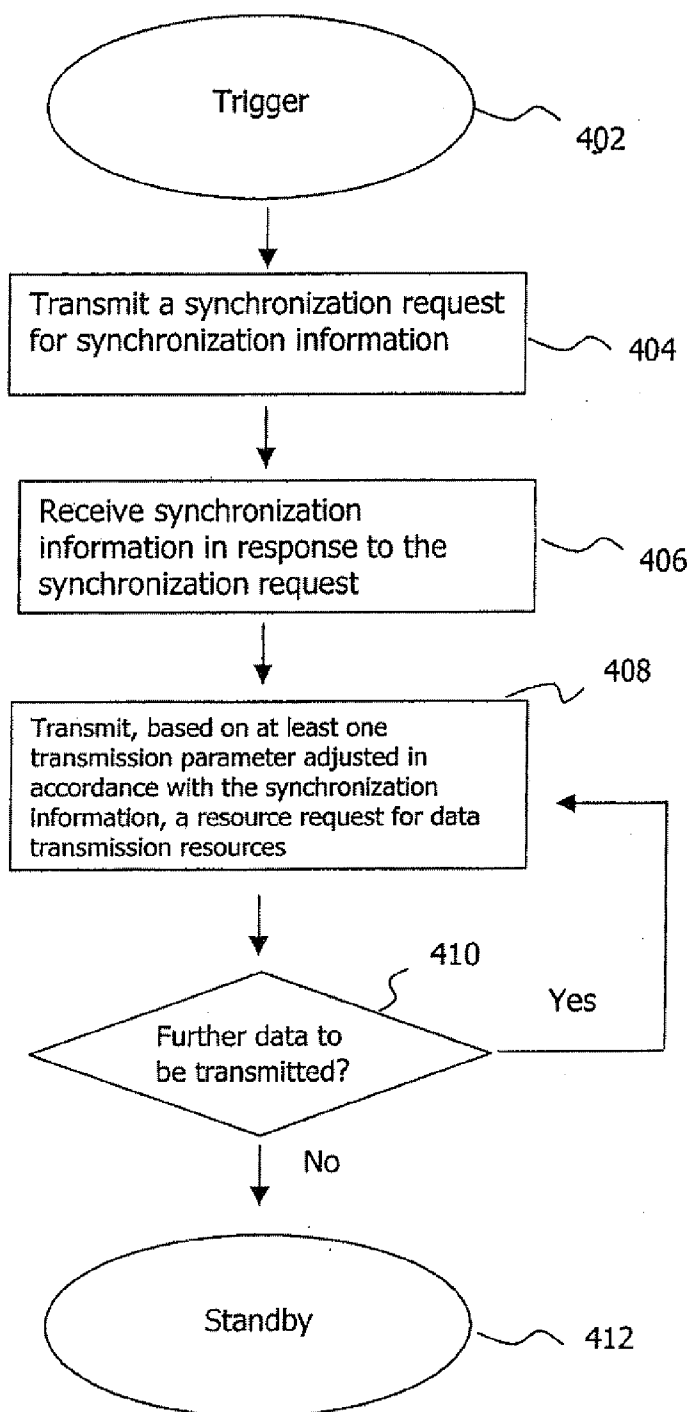 Trigger
402
Transmit a synchronization request
for synchronization information
404
Receive synchronization
information in response to the
synchronization request
406
408
Transmit, based on at least one
transmission parameter adjusted in
accordance with the synchronization
information, a resource request for data
transmission resources
410
Yes
Further data to
be transmitted?
No
Standby
412